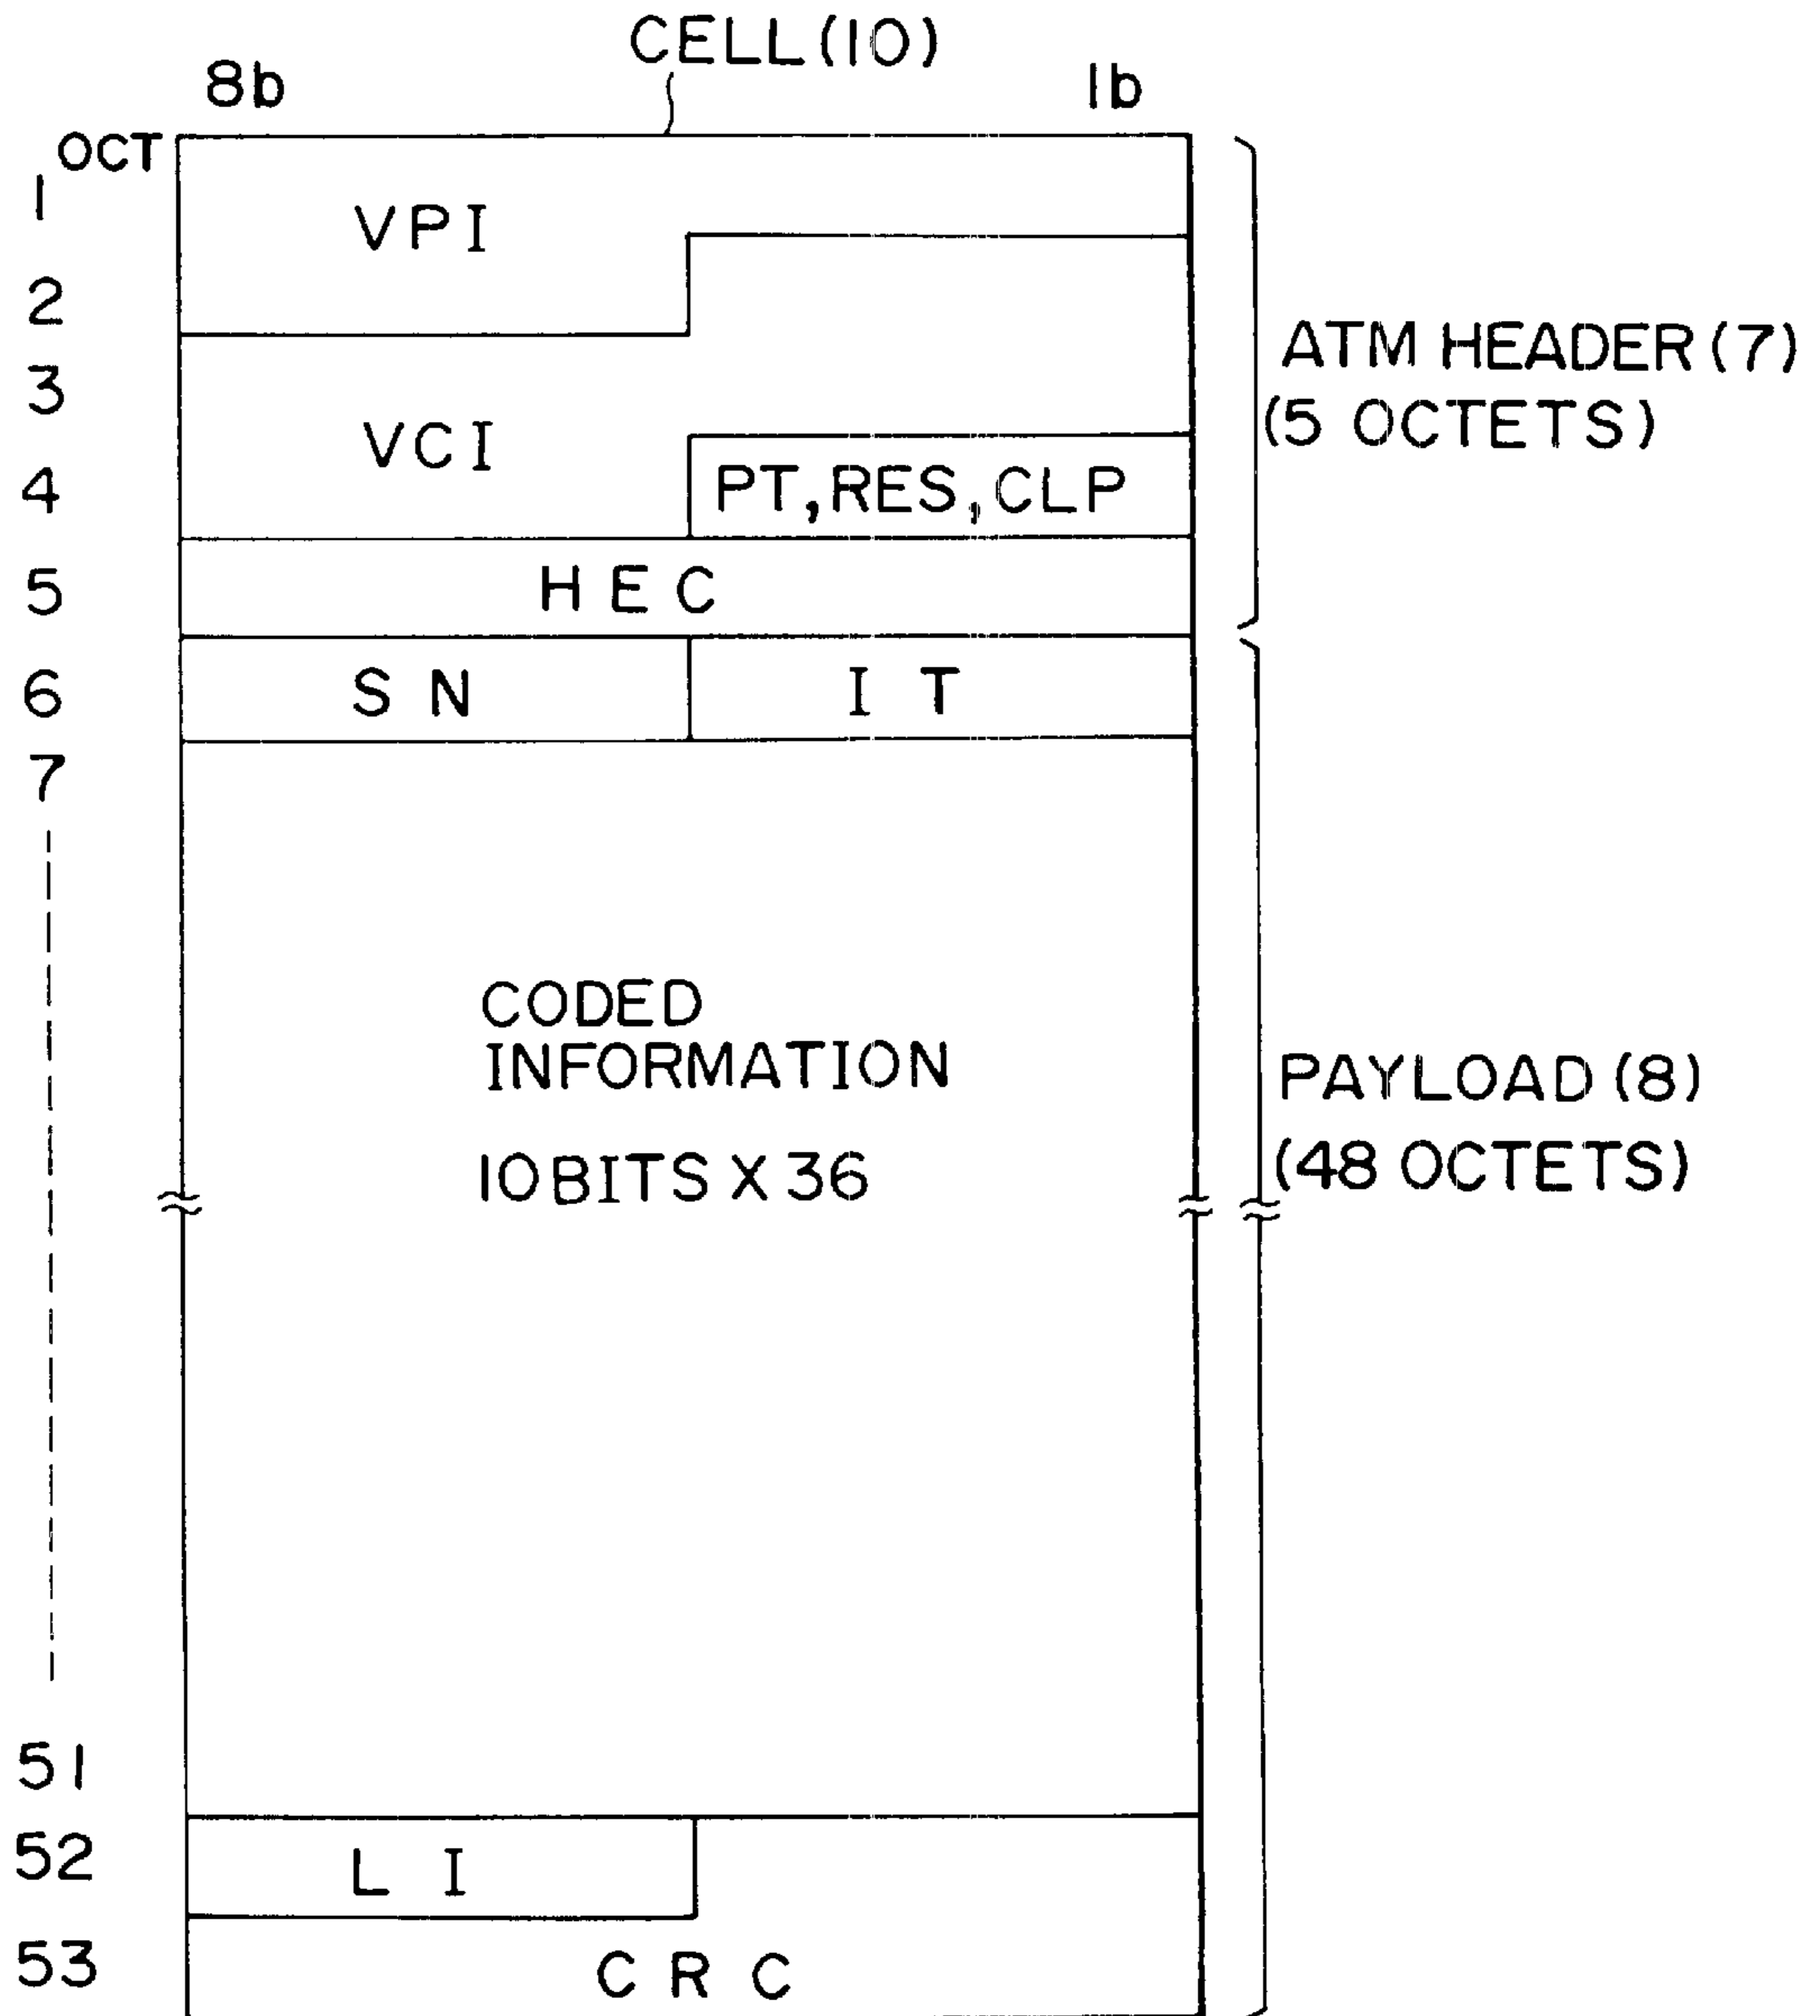 CELL(10)
8b 1b
OCT
1
VPI
2
ATM HEADER (7)
3
(5 OCTETS)
VCI
4
PT, RES, CLP
5
HEC
6
SN IT
7
CODED
INFORMATION
PAYLOAD (8)
10BITS X 36
(48 OCTETS)
51
52
LI
53
CRC